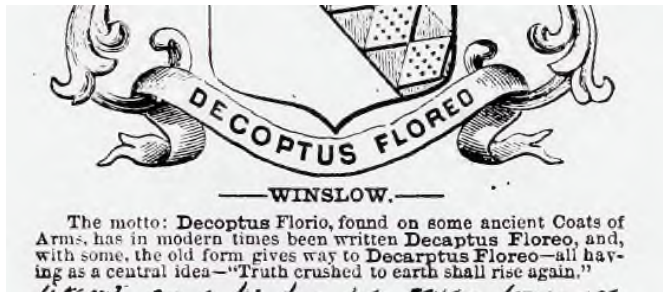 DECOPTUS FLOREO
WINSLOW.
The motto: Decoptus Florio, found on some ancient Coats of
Arms, has in modern times been written Decaptus Floreo, and,
with some, the old form gives way to Decarptus Floreo—all hav-
ing as a central idea—"Truth crushed to earth shall rise again."